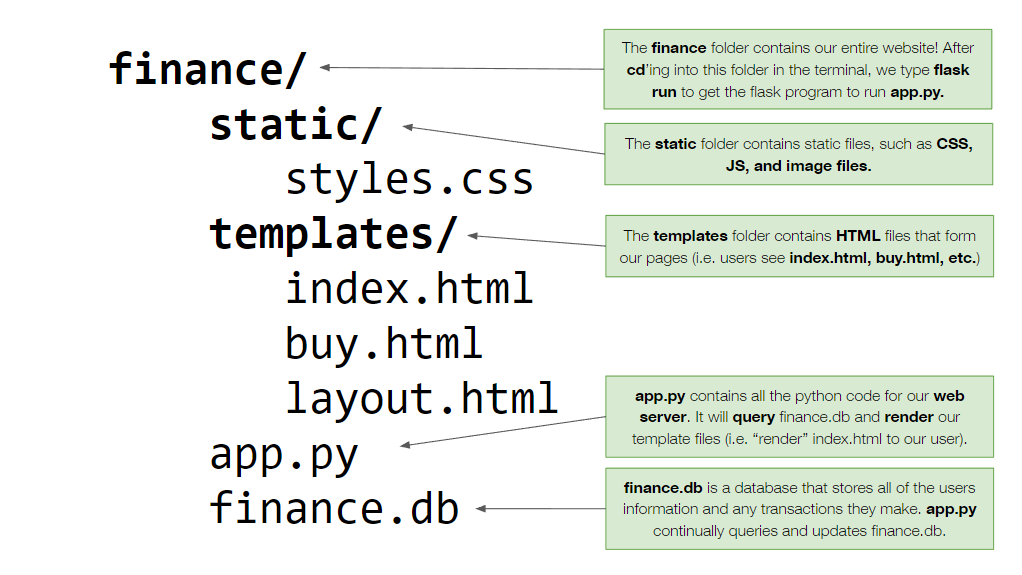 finance/
The finance folder contains our entire website! After
cd’ing into this folder in the terminal, we type flask
run to get the flask program to run app.py.
static/
The static folder contains static files, such as CSS,
JS, and image files.
styles.css
templates/
The templates folder contains HTML files that form
our pages (i.e. users see index.html, buy.html, etc.)
index.html
buy.html
layout.html
app.py contains all the python code for our web
server. It will query finance.db and render our
template files (i.e. “render” index.html to our user).
app.py
finance.db
finance.db is a database that stores all of the users
information and any transactions they make. app.py
continually queries and updates finance.db.